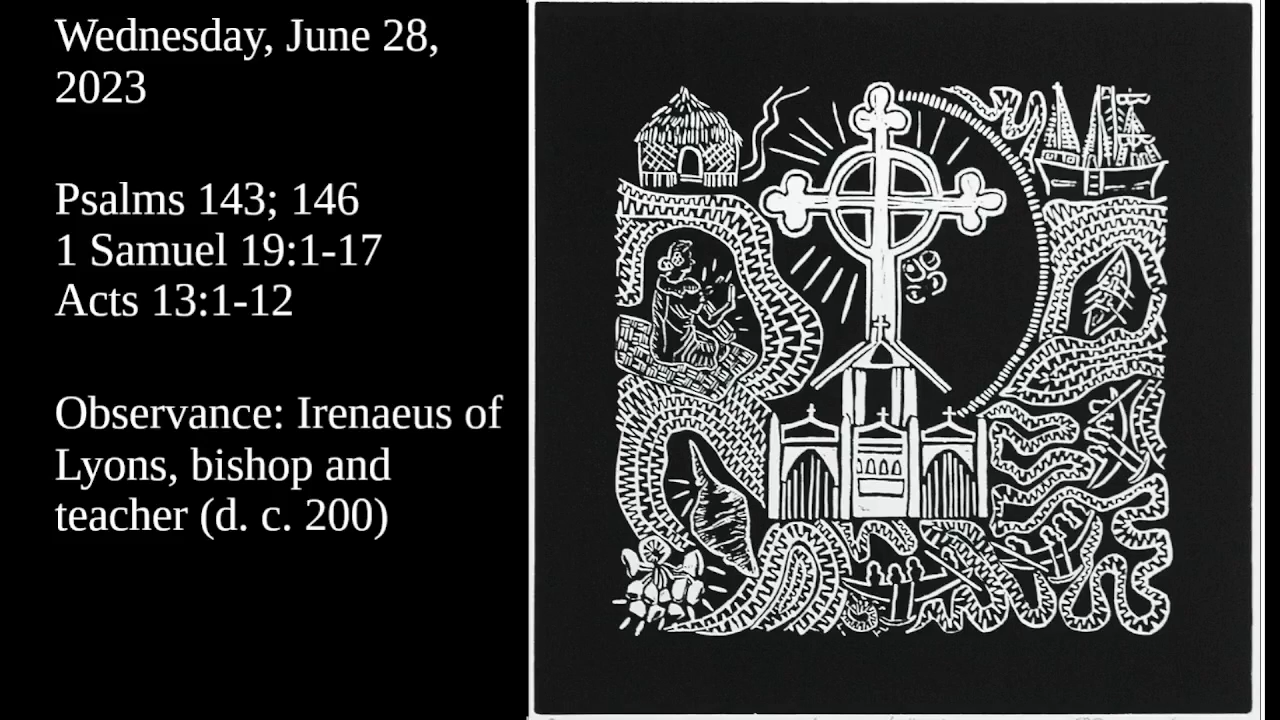 Wednesday, June 28,
2023
Psalms 143; 146
1 Samuel 19:1-17
Acts 13:1-12
Observance: Irenaeus of
Lyons, bishop and
teacher (d. c. 200)